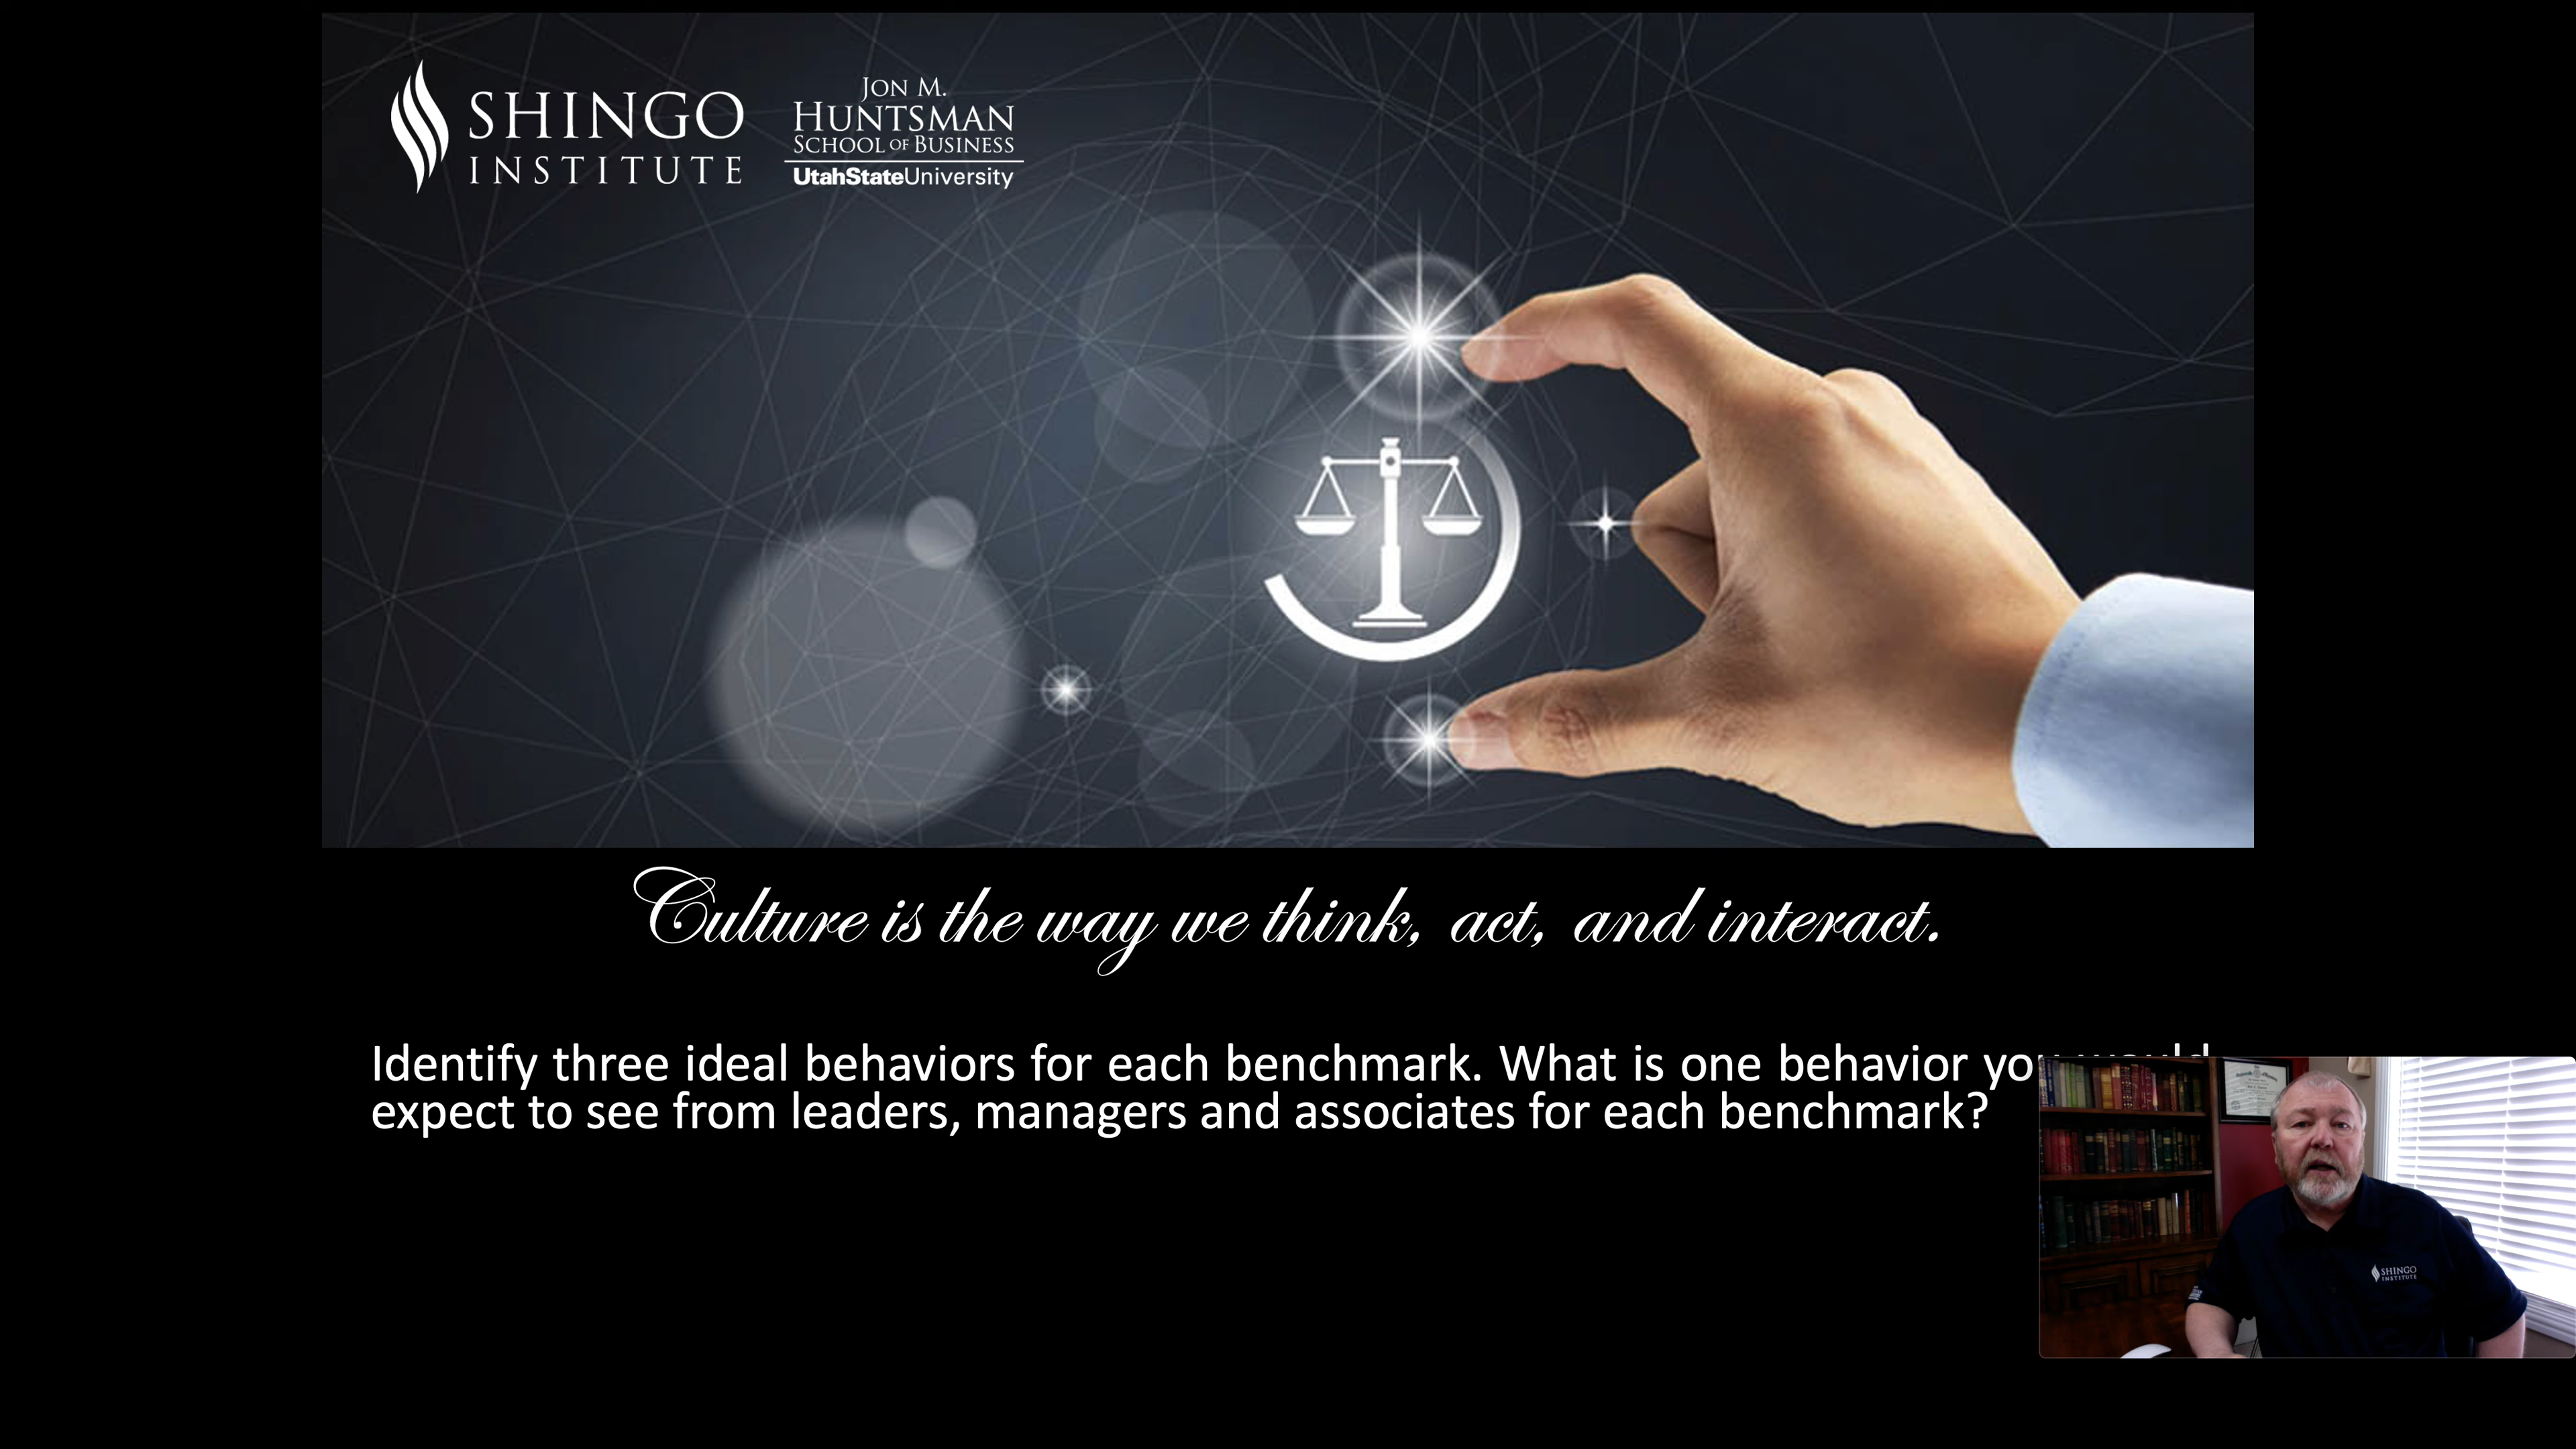 SHINGO
INSTITUTE
JON M.
HUNTSMAN
SCHOOL OF BUSINESS
UtahStateUniversity
Culture is the way we think, act, and interact.
Identify three ideal behaviors for each benchmark. What is one behavior
expect to see from leaders, managers and associates for each benchmark?
SHINGO
INSTITUTE